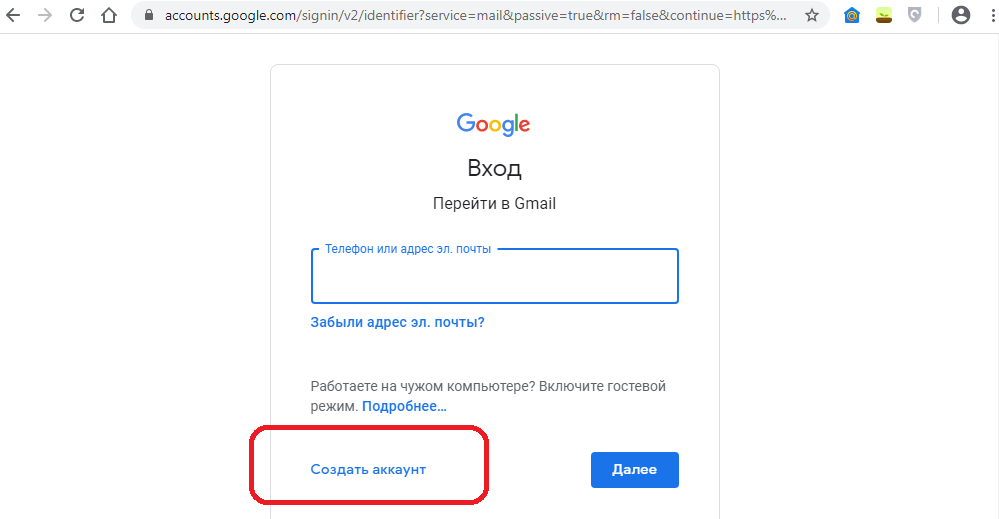 accounts.google.com/signin/v2/identifier?service=mail&passive=true&rm=false&continue=https%...
Google
Вход
Перейти в Gmail
Телефон или адрес эл. почты
Забыли адрес эл. почты?
Работаете на чужом компьютере? Включите гостевой
режим. Подробнее...
Создать аккаунт
Далее